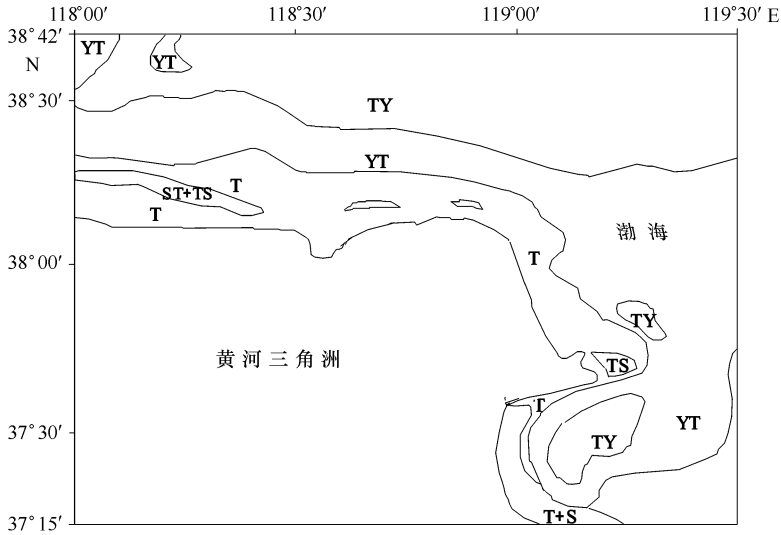 118°00′ 118°30′ 119°00′ 119°30′ E
38°42′
N
YT
YT
38°30′
TY
YT
ST+TS
T
T
渤海
38°00′
T
TY
黄河三角洲
TS
T
YT
37°30′
TY
37°15′
T+S